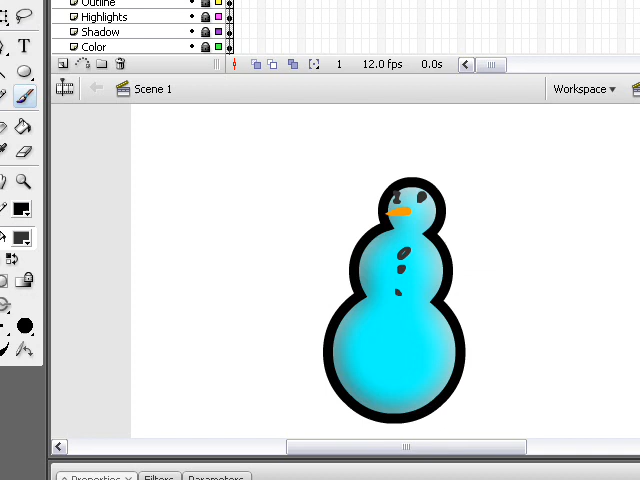 Outline
Highlights
Shadow
Color
1 12.0 fps 0.0s
Scene 1
Workspace
Properties Filters Parameters